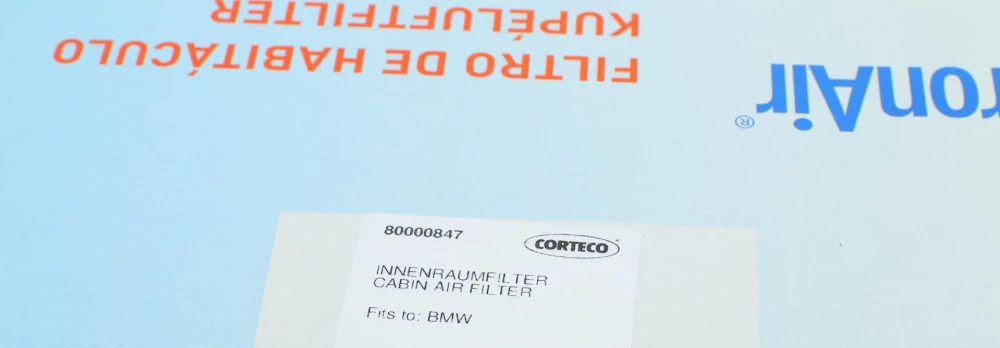 KUPÉLUFTFILTER
FILTRO DE HABITÁCULO
ronAir®
80000847
CORTECO
INNENRAUMFILTER
CABIN AIR FILTER
Fits to: BMW